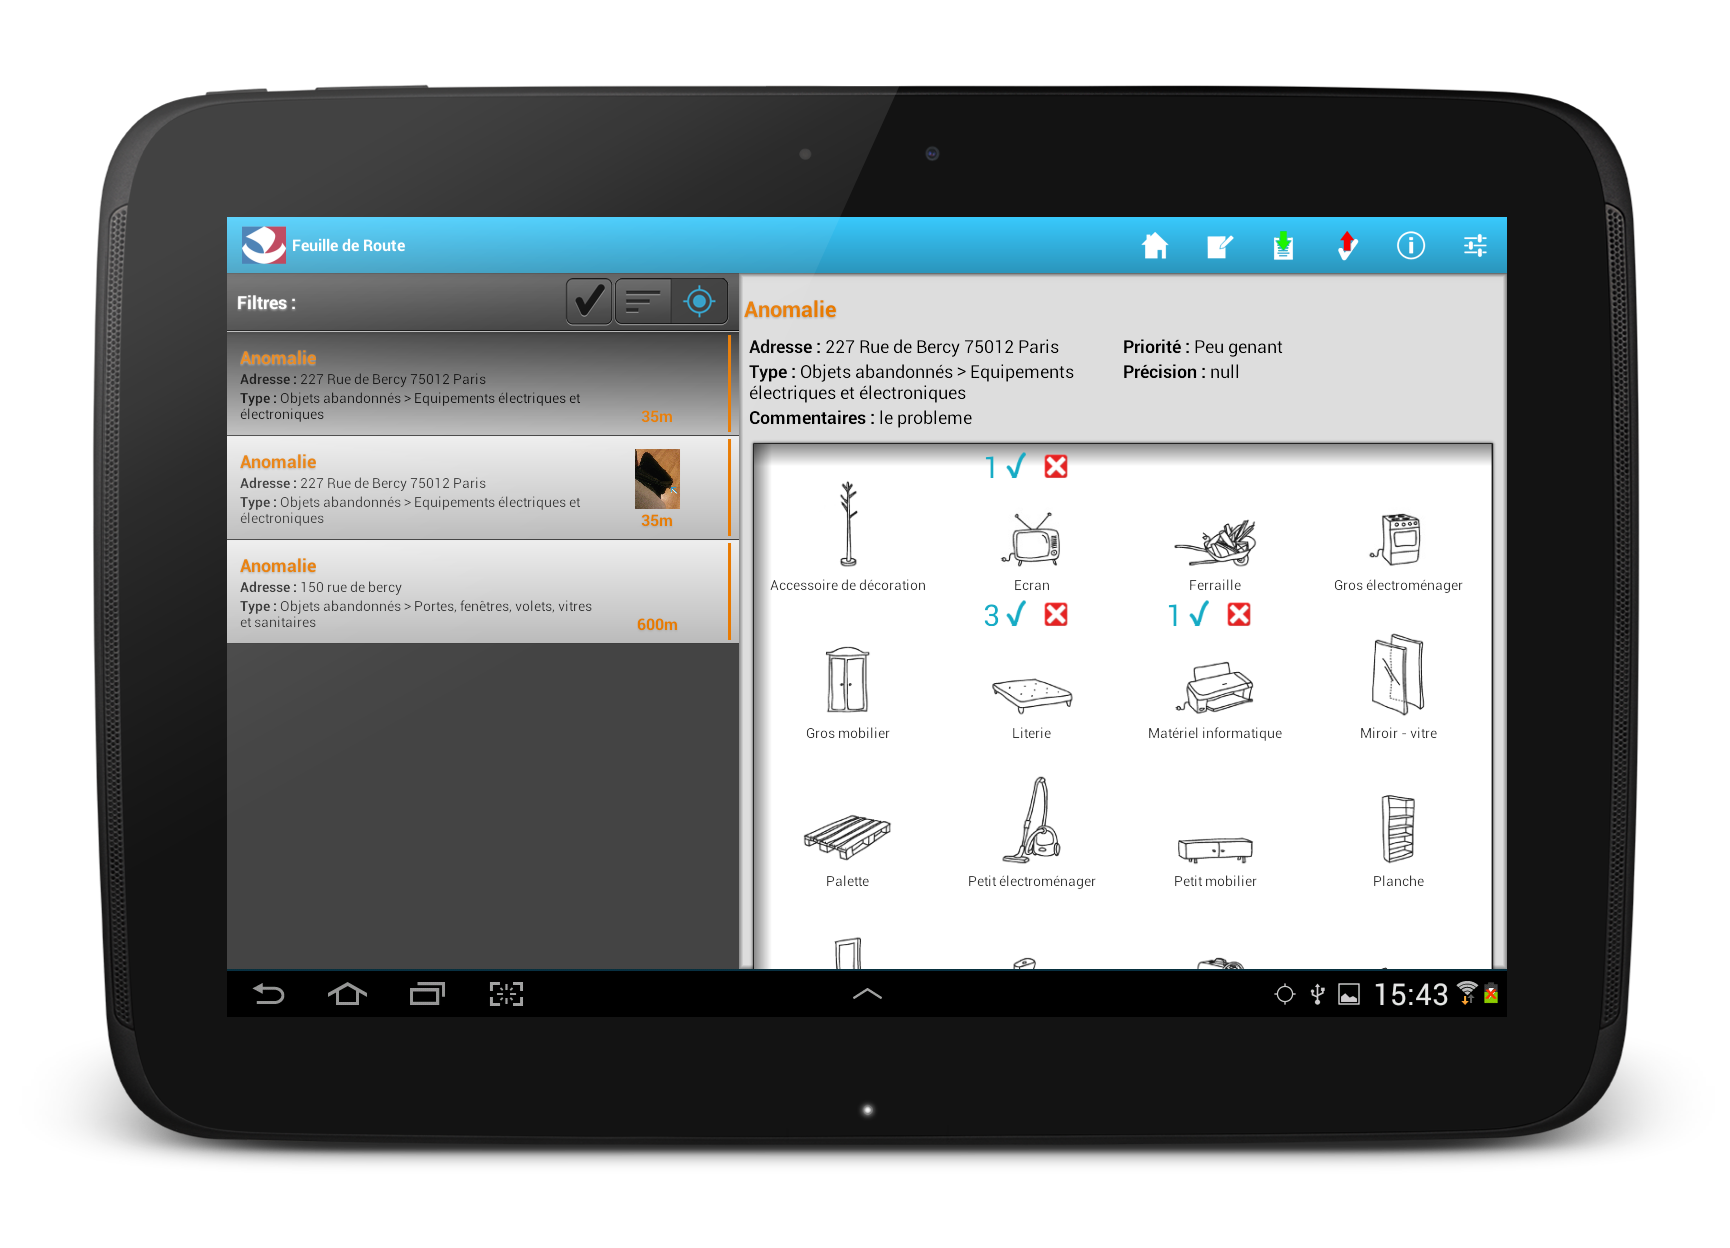 Feuille de Route
Filtres :
Anomalie
Adresse : 227 Rue de Bercy 75012 Paris
Type : Objets abandonnés > Equipements électriques et
électroniques
35m
Anomalie
Adresse : 227 Rue de Bercy 75012 Paris
Type : Objets abandonnés > Equipements électriques et
électroniques
35m
Anomalie
Adresse : 150 rue de bercy
Type : Objets abandonnés > Portes, fenêtres, volets, vitres
et sanitaires
600m
Anomalie
Adresse : 227 Rue de Bercy 75012 Paris
Priorité : Peu genant
Type : Objets abandonnés > Equipements
électriques et électroniques
Précision : null
Commentaires : le probleme
1
Accessoire de décoration
Ecran
Ferraille
Gros électroménager
3
1
Gros mobilier
Literie
Matériel informatique
Miroir - vitre
Palette
Petit électroménager
Petit mobilier
Planche
15:43